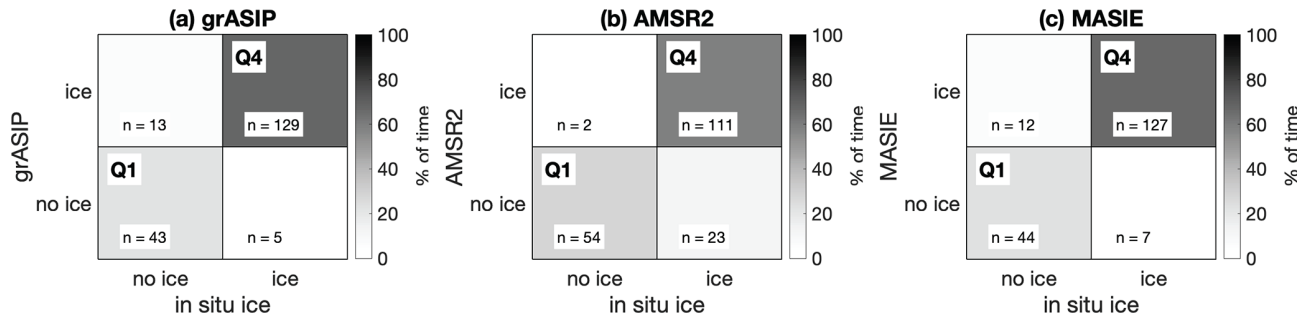 (a) grASIP
grASIP
ice
no ice
Q4
n = 13
n = 129
Q1
n = 43
n = 5
no ice
ice
in situ ice
100
80
60
40
20
0
% of time
(b) AMSR2
AMSR2
Q4
n = 2
n = 111
Q1
n = 54
n = 23
no ice
ice
in situ ice
100
80
60
40
20
0
% of time
(c) MASIE
MASIE
ice
no ice
Q4
n = 12
n = 127
Q1
n = 44
n = 7
no ice
ice
in situ ice
100
80
60
40
20
0
% of time